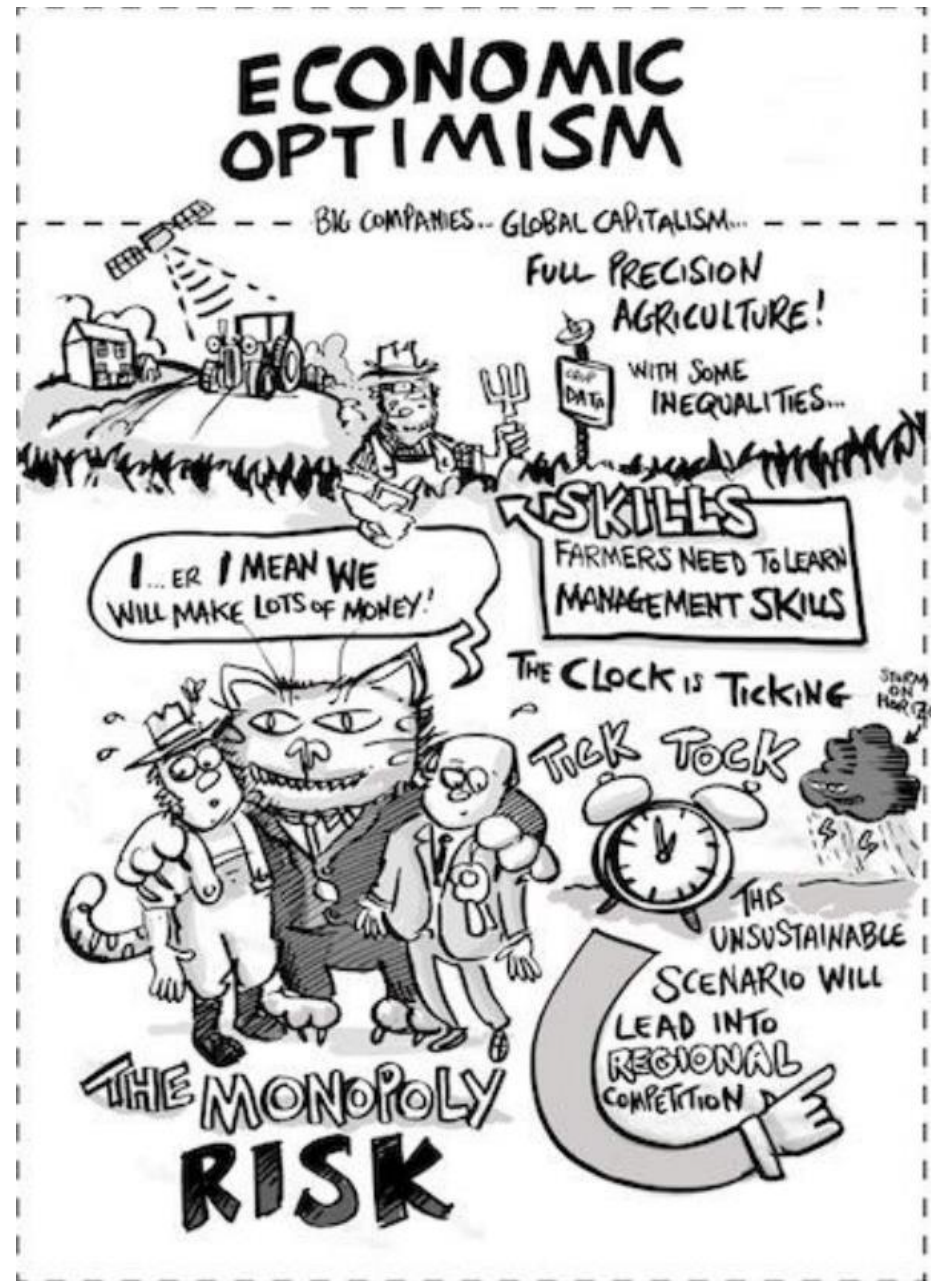 ECONOMIC
OPTIMISM
BIG COMPANIES... GLOBAL CAPITALISM...
FULL PRECISION
AGRICULTURE!
CROP
DATA
WITH SOME
INEQUALITIES...
SKILLS
FARMERS NEED TO LEARN
MANAGEMENT SKILLS
I...ER I MEAN WE
WILL MAKE LOTS OF MONEY!
THE CLOCK IS TICKING
STORM
ON
TICK TOCK
THIS
UNSUSTAINABLE
SCENARIO WILL
LEAD INTO
REGIONAL
COMPETITION
THE MONOPOLY
RISK